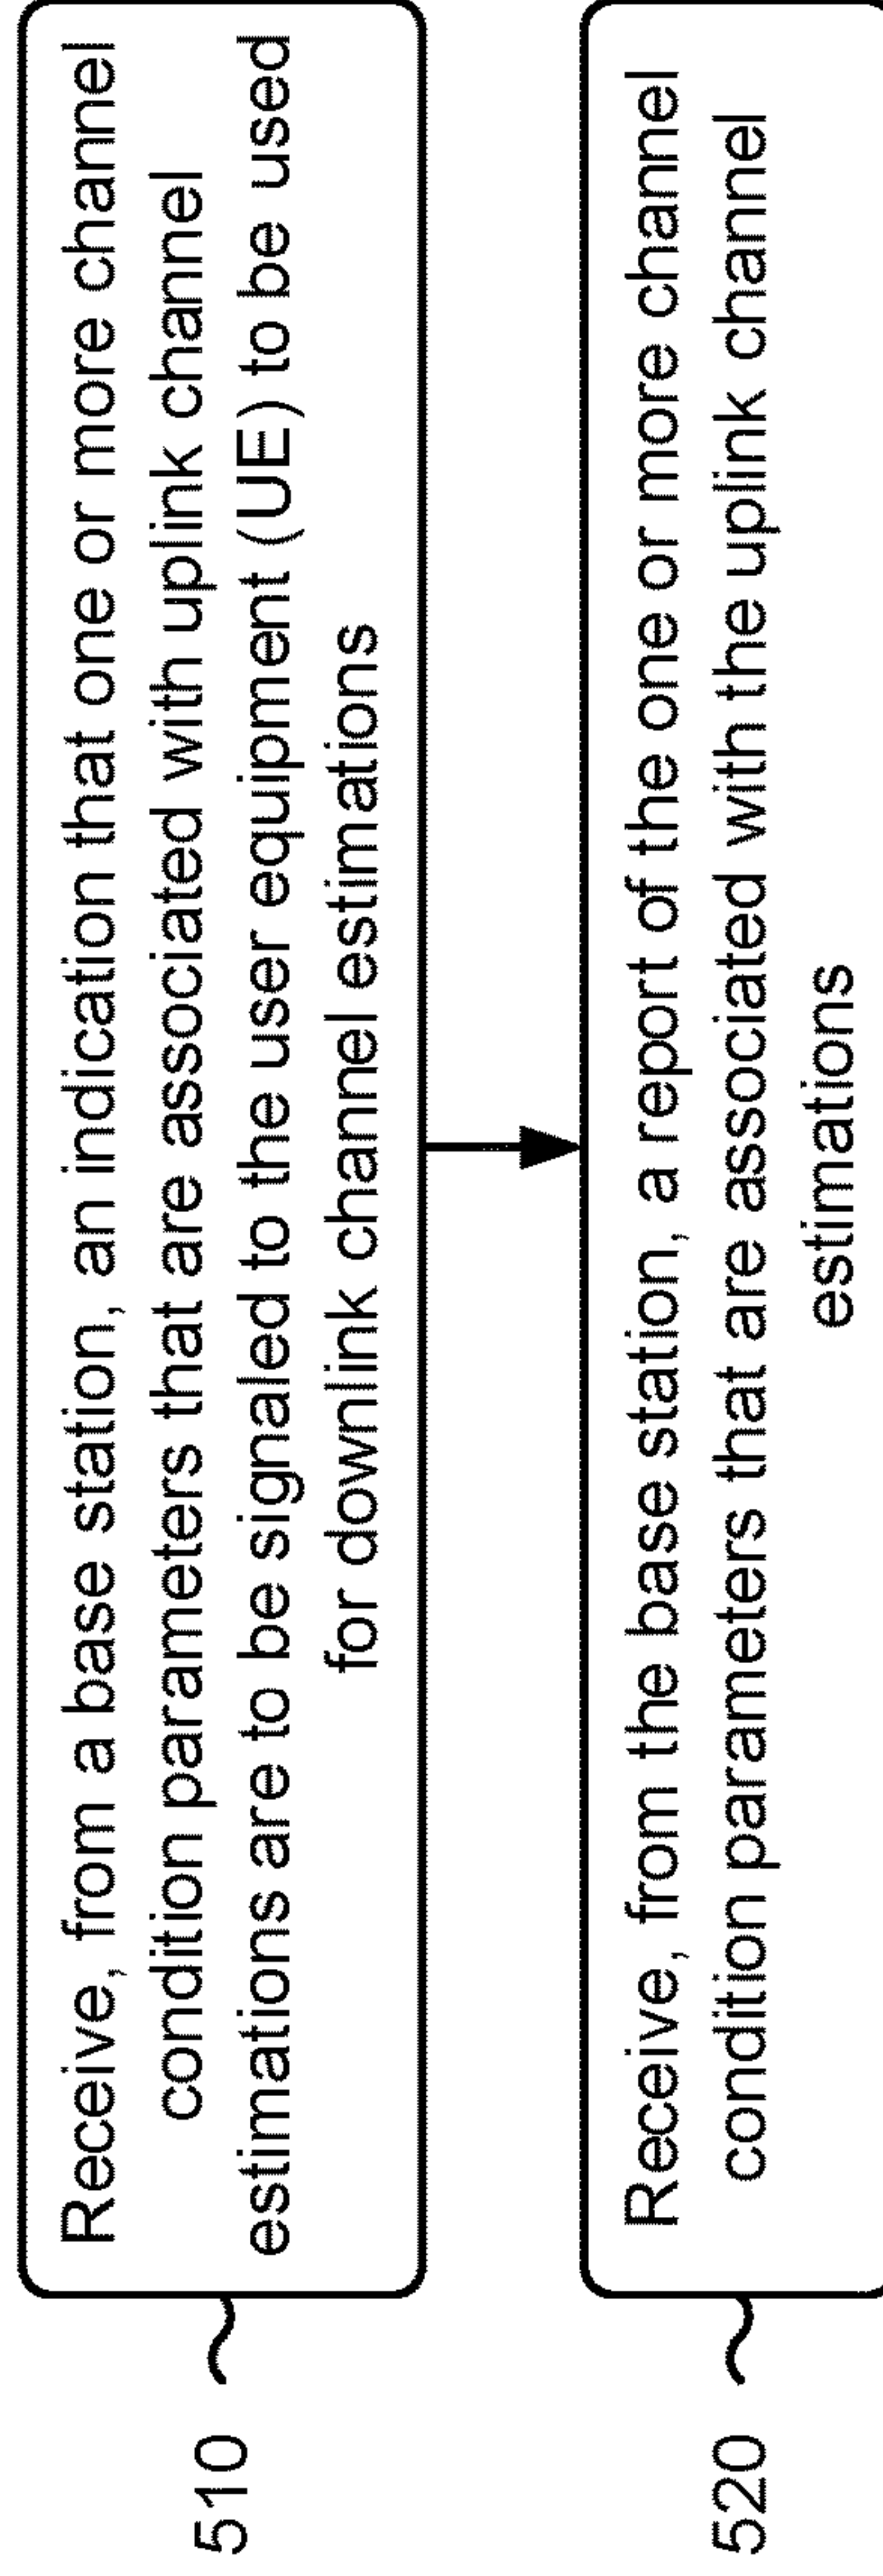 510
Receive, from a base station, an indication that one or more channel
condition parameters that are associated with uplink channel
estimations are to be signaled to the user equipment (UE) to be used
for downlink channel estimations
520
Receive, from the base station, a report of the one or more channel
condition parameters that are associated with the uplink channel
estimations